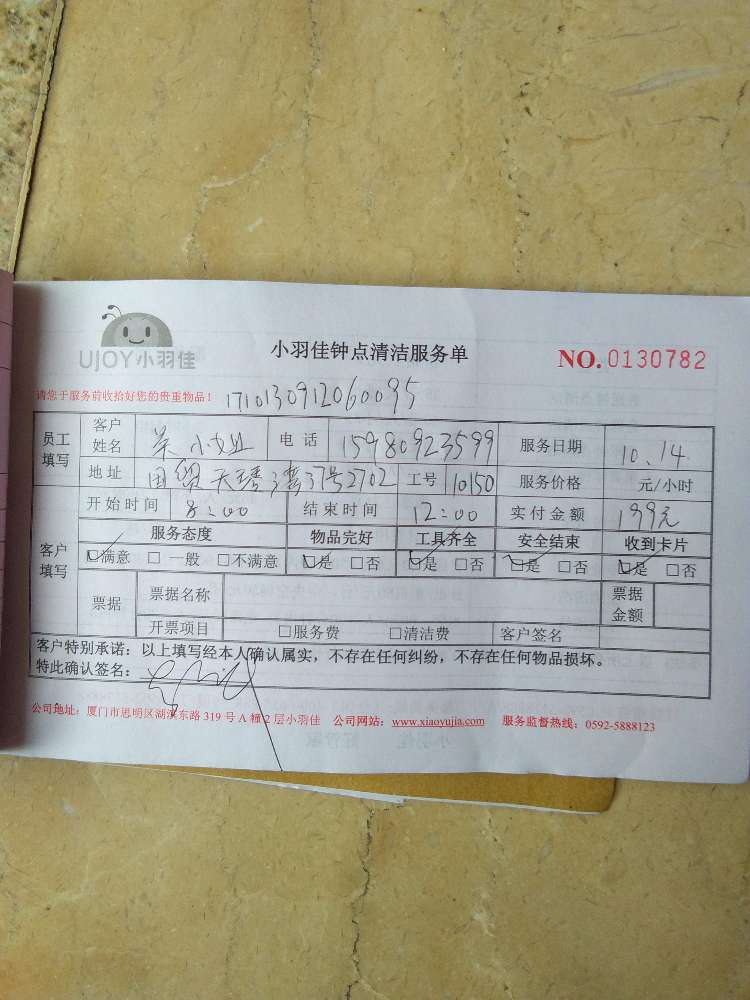 UJOY小羽佳
小羽佳钟点清洁服务单
NO.0130782
请您于服务前收拾好您的贵重物品!
1710130912060095
员工填写 客户姓名 小姐 电话 15980923599 服务日期 10.14
地址 国贸天琴湾37号2702 工号 10150 服务价格 元/小时
开始时间 8:00 结束时间 12:00 实付金额 199元
客户填写 服务态度 物品完好 工具齐全 安全结束 收到卡片
☑满意 □一般 □不满意 ☑是 □否 ☑是 □否 ☑是 □否 ☑是 □否
票据 票据名称 票据金额
开票项目 □服务费 □清洁费 客户签名
客户特别承诺:以上填写经本人确认属实,不存在任何纠纷,不存在任何物品损坏。
特此确认签名:
公司地址:厦门市思明区湖滨东路 319 号 A 幢 2 层小羽佳 公司网站:www.xiaoyujia.com 服务监督热线:0592-5888123